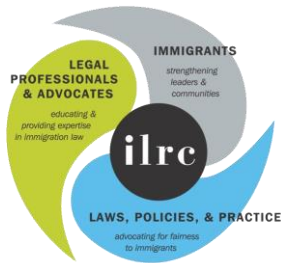 LEGAL
PROFESSIONALS
& ADVOCATES
educating &
providing expertise
in immigration law
IMMIGRANTS
strengthening
leaders &
communities
ilrc
LAWS, POLICIES, & PRACTICE
advocating for fairness
to immigrants